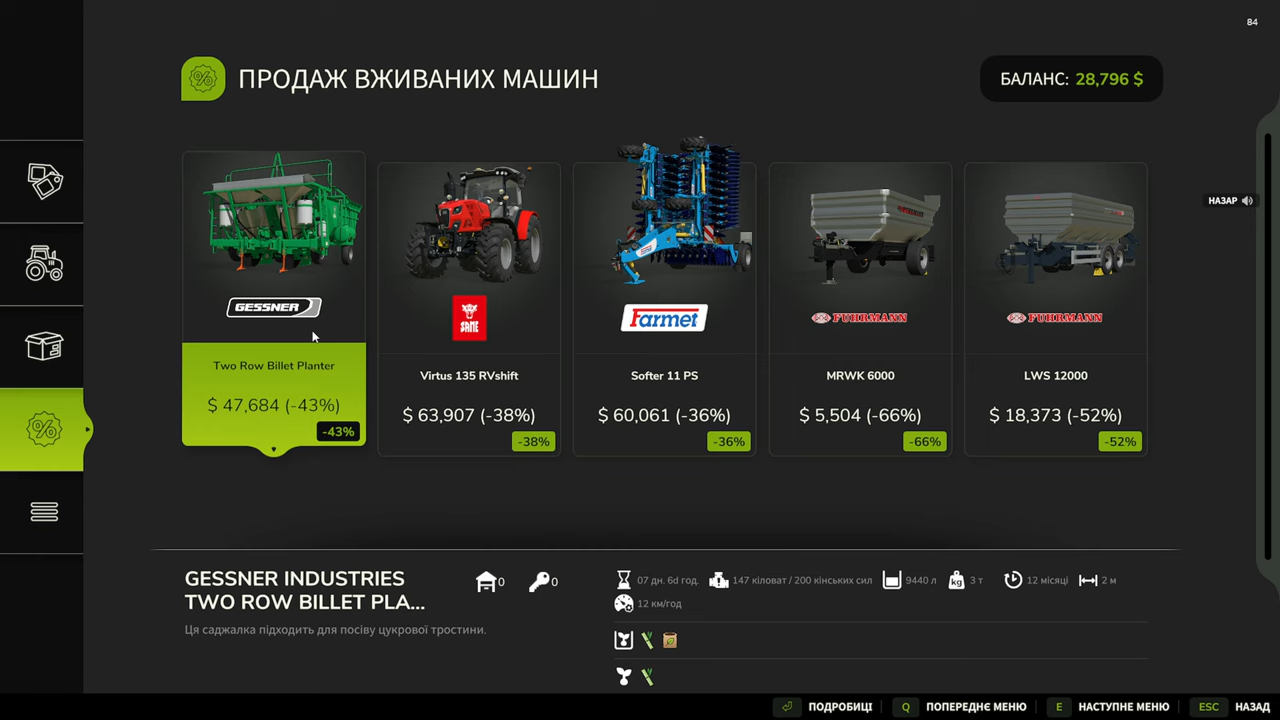 84
ПРОДАЖ ВЖИВАНИХ МАШИН
БАЛАНС: 28,796 $
НАЗАР
GESSNER
SAME
Farmet
FUHRMANN
FUHRMANN
Two Row Billet Planter
Virtus 135 RVshift
Softer 11 PS
MRWK 6000
LWS 12000
$ 47,684 (-43%)
$ 63,907 (-38%)
$ 60,061 (-36%)
$ 5,504 (-66%)
$ 18,373 (-52%)
-43%
-38%
-36%
-66%
-52%
GESSNER INDUSTRIES
TWO ROW BILLET PLA...
0
0
07 дн. 6d год.
147 кіловат / 200 кінських сил
9440 л
3 т
12 місяці
2 м
12 км/год
Ця саджалка підходить для посіву цукрової тростини.
ПОДРОБИЦІ
Q ПОПЕРЕДНЄ МЕНЮ
E НАСТУПНЕ МЕНЮ
ESC НАЗАД